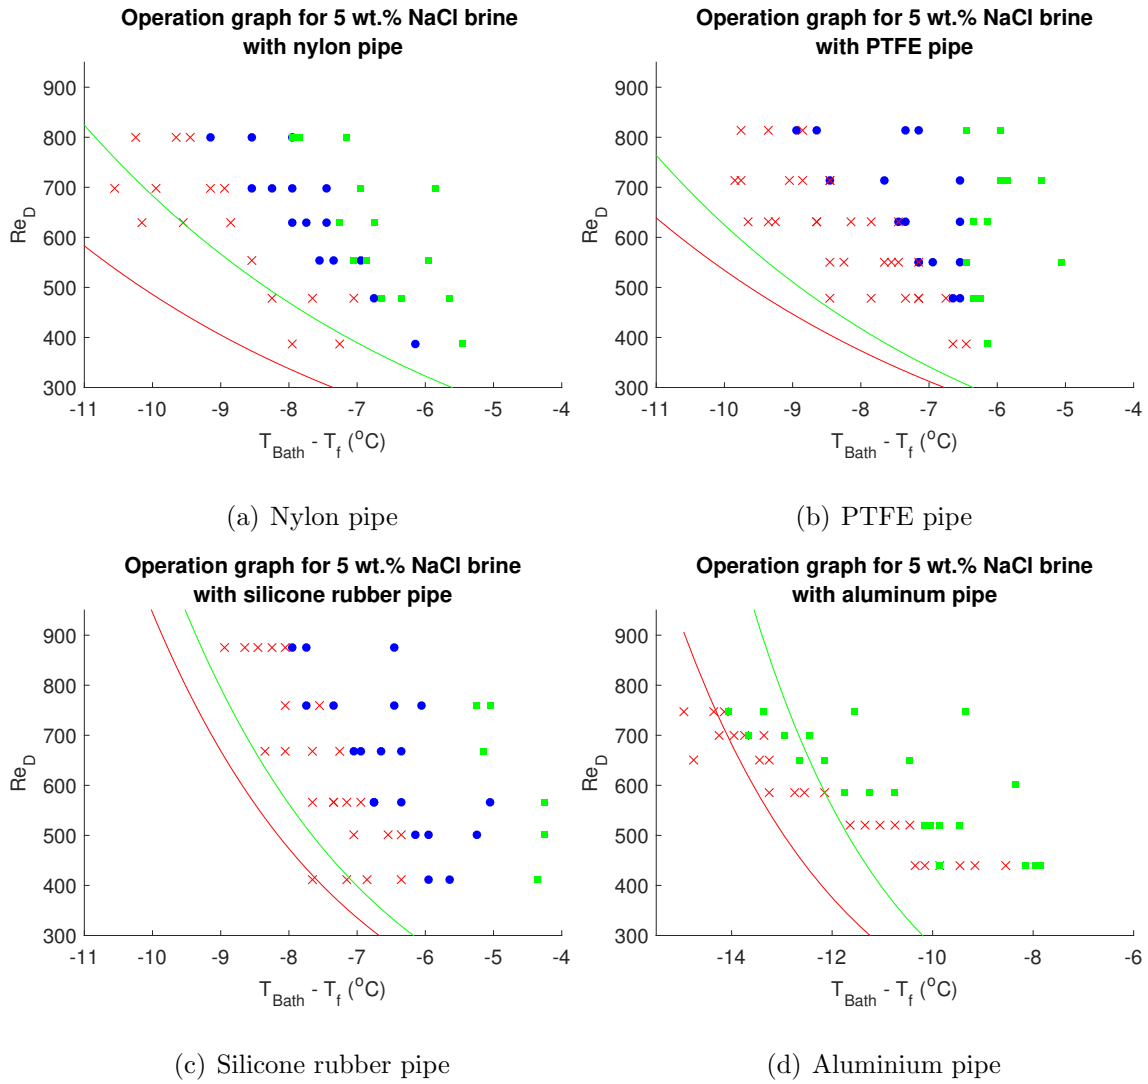 Operation graph for 5 wt.% NaCl brine
with nylon pipe
900
800
700
600
500
400
300
Re_D
-11 -10 -9 -8 -7 -6 -5 -4
T_Bath - T_f (°C)
(a) Nylon pipe
Operation graph for 5 wt.% NaCl brine
with PTFE pipe
900
800
700
600
500
400
300
Re_D
-11 -10 -9 -8 -7 -6 -5 -4
T_Bath - T_f (°C)
(b) PTFE pipe
Operation graph for 5 wt.% NaCl brine
with silicone rubber pipe
900
800
700
600
500
400
300
Re_D
-11 -10 -9 -8 -7 -6 -5 -4
T_Bath - T_f (°C)
(c) Silicone rubber pipe
Operation graph for 5 wt.% NaCl brine
with aluminum pipe
900
800
700
600
500
400
300
Re_D
-14 -12 -10 -8 -6
T_Bath - T_f (°C)
(d) Aluminium pipe